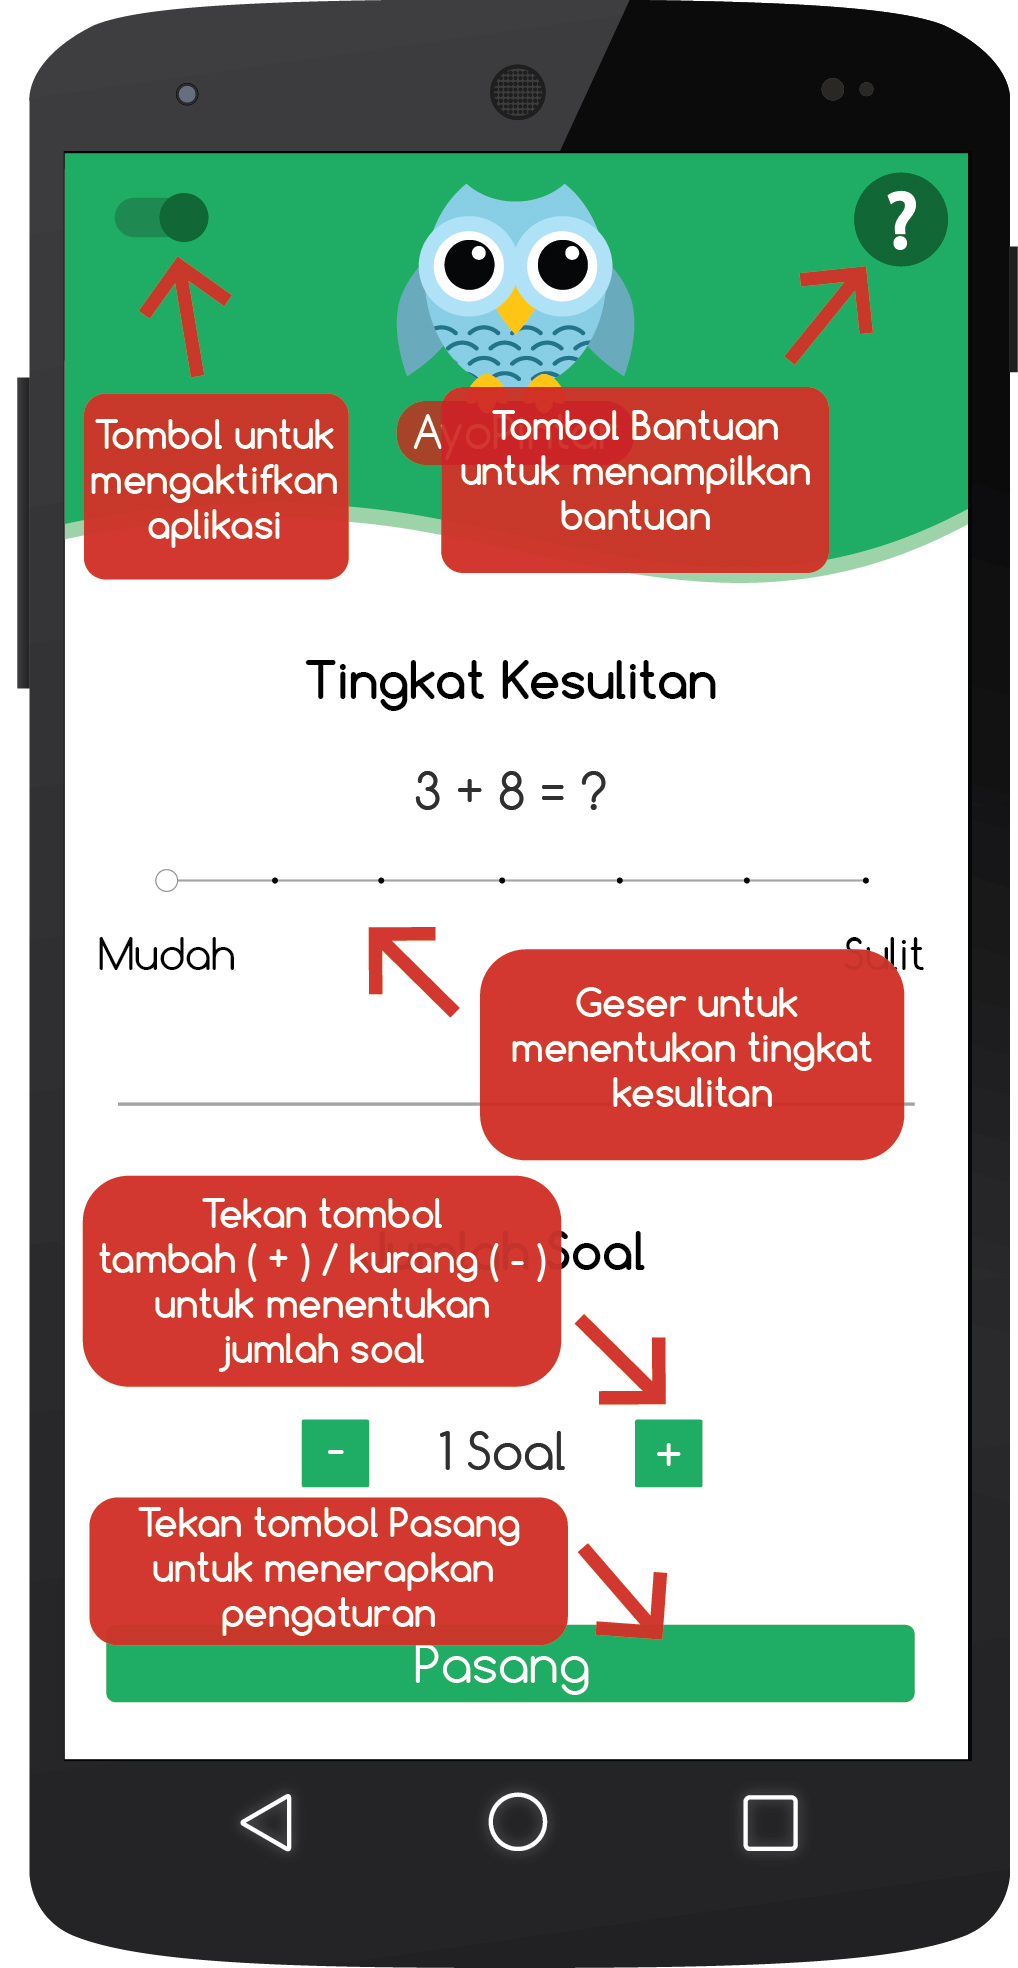 ?
Tombol untuk
mengaktifkan
aplikasi
AyoPintar
Tombol Bantuan
untuk menampilkan
bantuan
Tingkat Kesulitan
3 + 8 = ?
Mudah
Sulit
Geser untuk
menentukan tingkat
kesulitan
Tekan tombol
tambah ( + ) / kurang ( - )
untuk menentukan
jumlah soal
Jumlah Soal
-
1 Soal
+
Tekan tombol Pasang
untuk menerapkan
pengaturan
Pasang